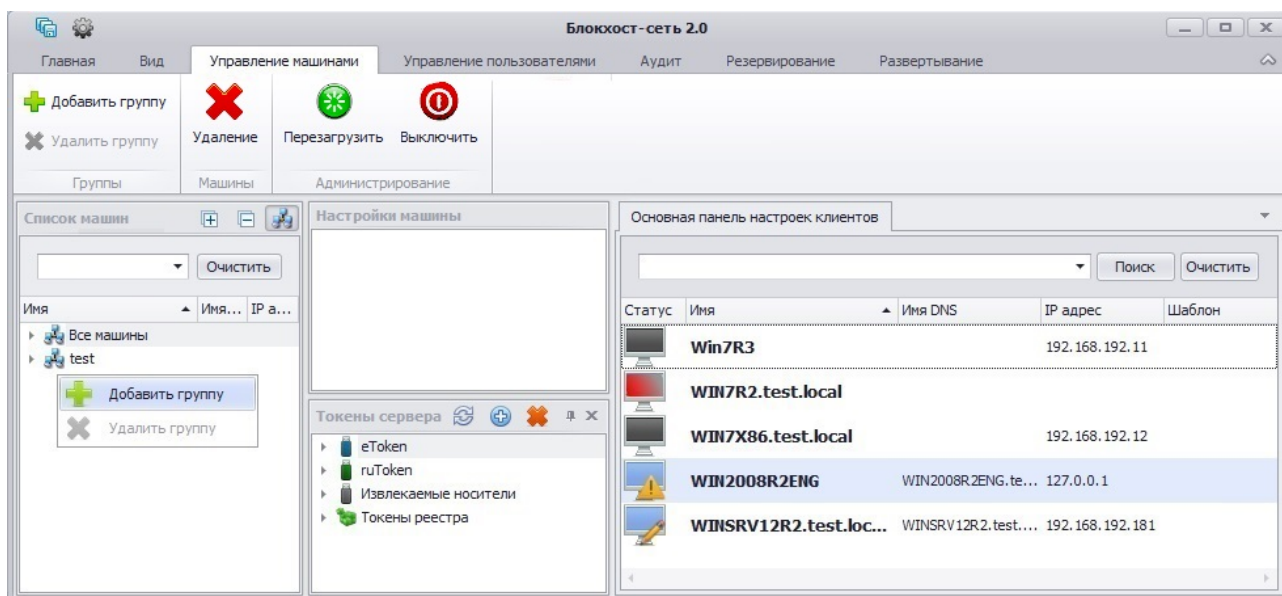 Блокхост-сеть 2.0
Главная Вид Управление машинами Управление пользователями Аудит Резервирование Развертывание
Добавить группу
Удалить группу
Удаление
Перезагрузить Выключить
Группы Машины Администрирование
Список машин
Очистить
Имя Имя... IP а...
Все машины
test
Добавить группу
Удалить группу
Настройки машины
Токены сервера
eToken
ruToken
Извлекаемые носители
Токены реестра
Основная панель настроек клиентов
Поиск Очистить
Статус Имя Имя DNS IP адрес Шаблон
Win7R3 192.168.192.11
WIN7R2.test.local
WIN7X86.test.local 192.168.192.12
WIN2008R2ENG WIN2008R2ENG.te... 127.0.0.1
WINSRV12R2.test.loc... WINSRV12R2.test.... 192.168.192.181